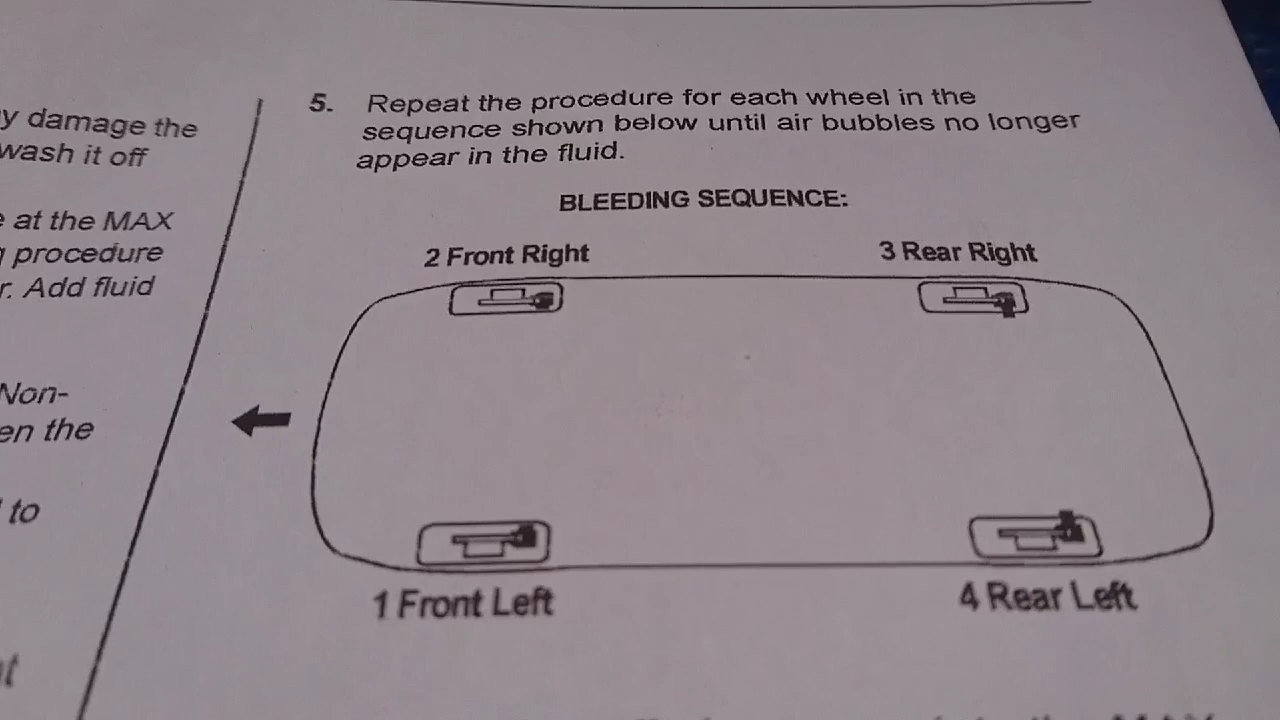 y damage the
wash it off
at the MAX
procedure
r. Add fluid
Non-
en the
to
5. Repeat the procedure for each wheel in the
sequence shown below until air bubbles no longer
appear in the fluid.
BLEEDING SEQUENCE:
2 Front Right
3 Rear Right
1 Front Left
4 Rear Left